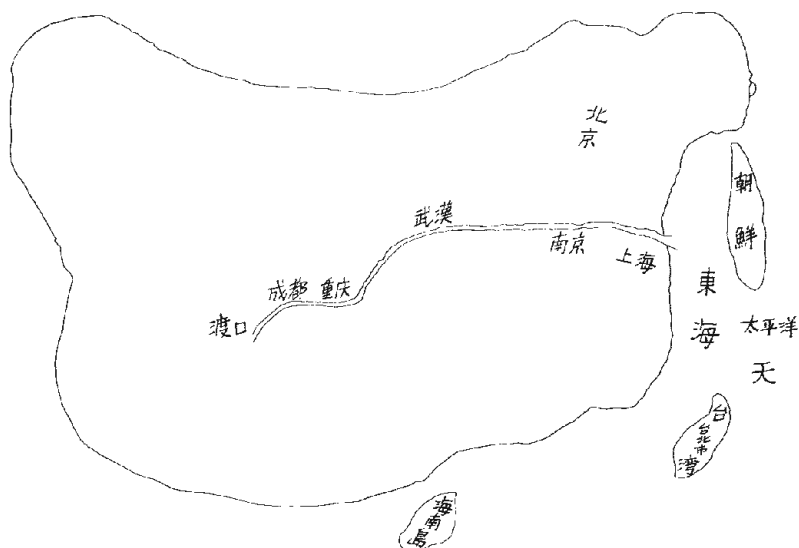 北京
朝鮮
武漢
南京
上海
成都
重庆
渡口
東海
太平洋
天
台湾
台北市
海南島